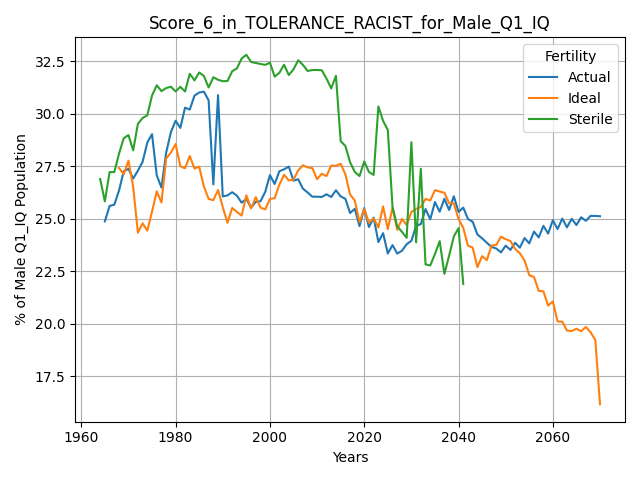 Score_6_in_TOLERANCE_RACIST_for_Male_Q1_IQ
Fertility
Actual
Ideal
Sterile
% of Male Q1_IQ Population
32.5
30.0
27.5
25.0
22.5
20.0
17.5
1960
1980
2000
2020
2040
2060
Years